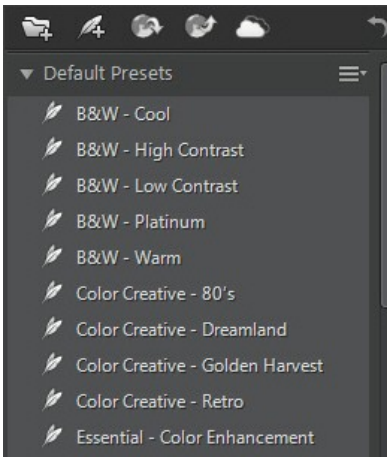 Default Presets
B&W - Cool
B&W - High Contrast
B&W - Low Contrast
B&W - Platinum
B&W - Warm
Color Creative - 80's
Color Creative - Dreamland
Color Creative - Golden Harvest
Color Creative - Retro
Essential - Color Enhancement